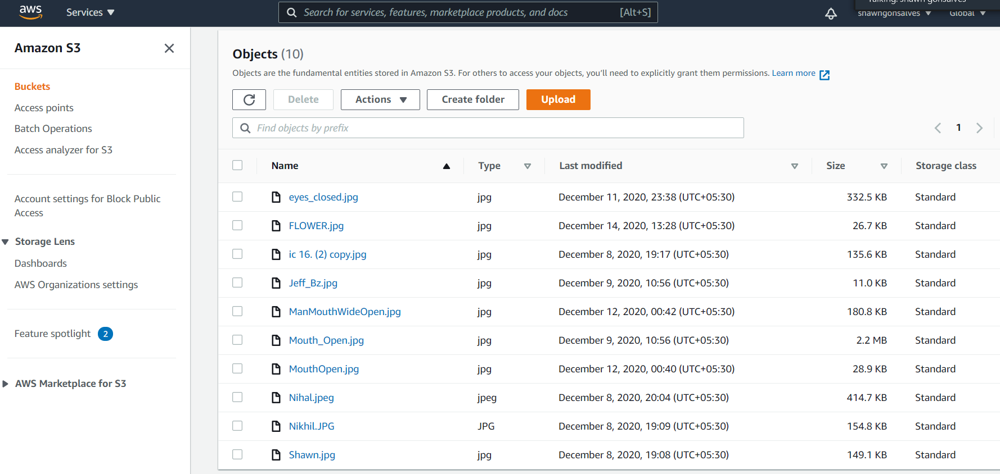 aws Services Search for services, features, marketplace products, and docs [Alt+S] shawngonsalves Global
Talking: shawn gonsalves
Amazon S3
Buckets
Access points
Batch Operations
Access analyzer for S3
Account settings for Block Public
Access
Storage Lens
Dashboards
AWS Organizations settings
Feature spotlight 2
AWS Marketplace for S3
Objects (10)
Objects are the fundamental entities stored in Amazon S3. For others to access your objects, you'll need to explicitly grant them permissions. Learn more
Delete Actions Create folder Upload
Find objects by prefix 1
Name Type Last modified Size Storage class
eyes_closed.jpg jpg December 11, 2020, 23:38 (UTC+05:30) 332.5 KB Standard
FLOWER.jpg jpg December 14, 2020, 13:28 (UTC+05:30) 26.7 KB Standard
ic 16. (2) copy.jpg jpg December 8, 2020, 19:17 (UTC+05:30) 135.6 KB Standard
Jeff_Bz.jpg jpg December 9, 2020, 10:56 (UTC+05:30) 11.0 KB Standard
ManMouthWideOpen.jpg jpg December 12, 2020, 00:42 (UTC+05:30) 180.8 KB Standard
Mouth_Open.jpg jpg December 9, 2020, 10:56 (UTC+05:30) 2.2 MB Standard
MouthOpen.jpg jpg December 12, 2020, 00:40 (UTC+05:30) 28.9 KB Standard
Nihal.jpeg jpeg December 8, 2020, 20:04 (UTC+05:30) 414.7 KB Standard
Nikhil.JPG JPG December 8, 2020, 19:09 (UTC+05:30) 154.8 KB Standard
Shawn.jpg jpg December 8, 2020, 19:08 (UTC+05:30) 149.1 KB Standard